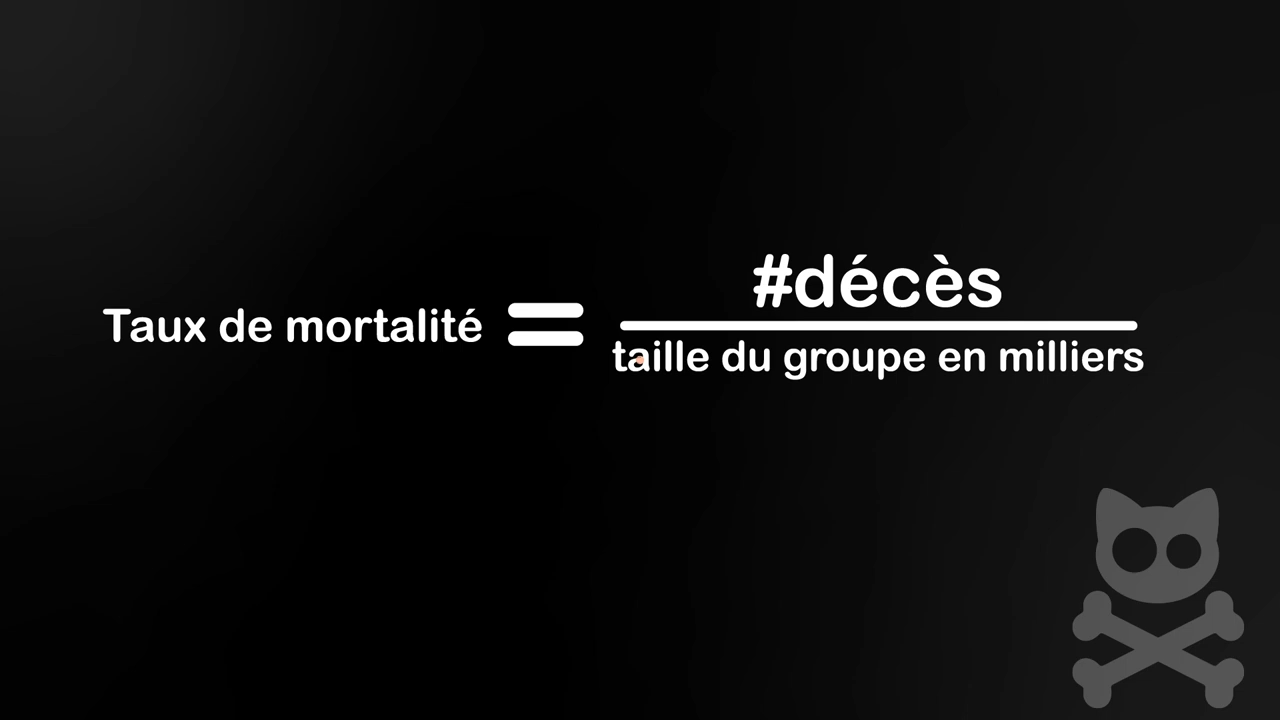 Taux de mortalité = #décès
taille du groupe en milliers